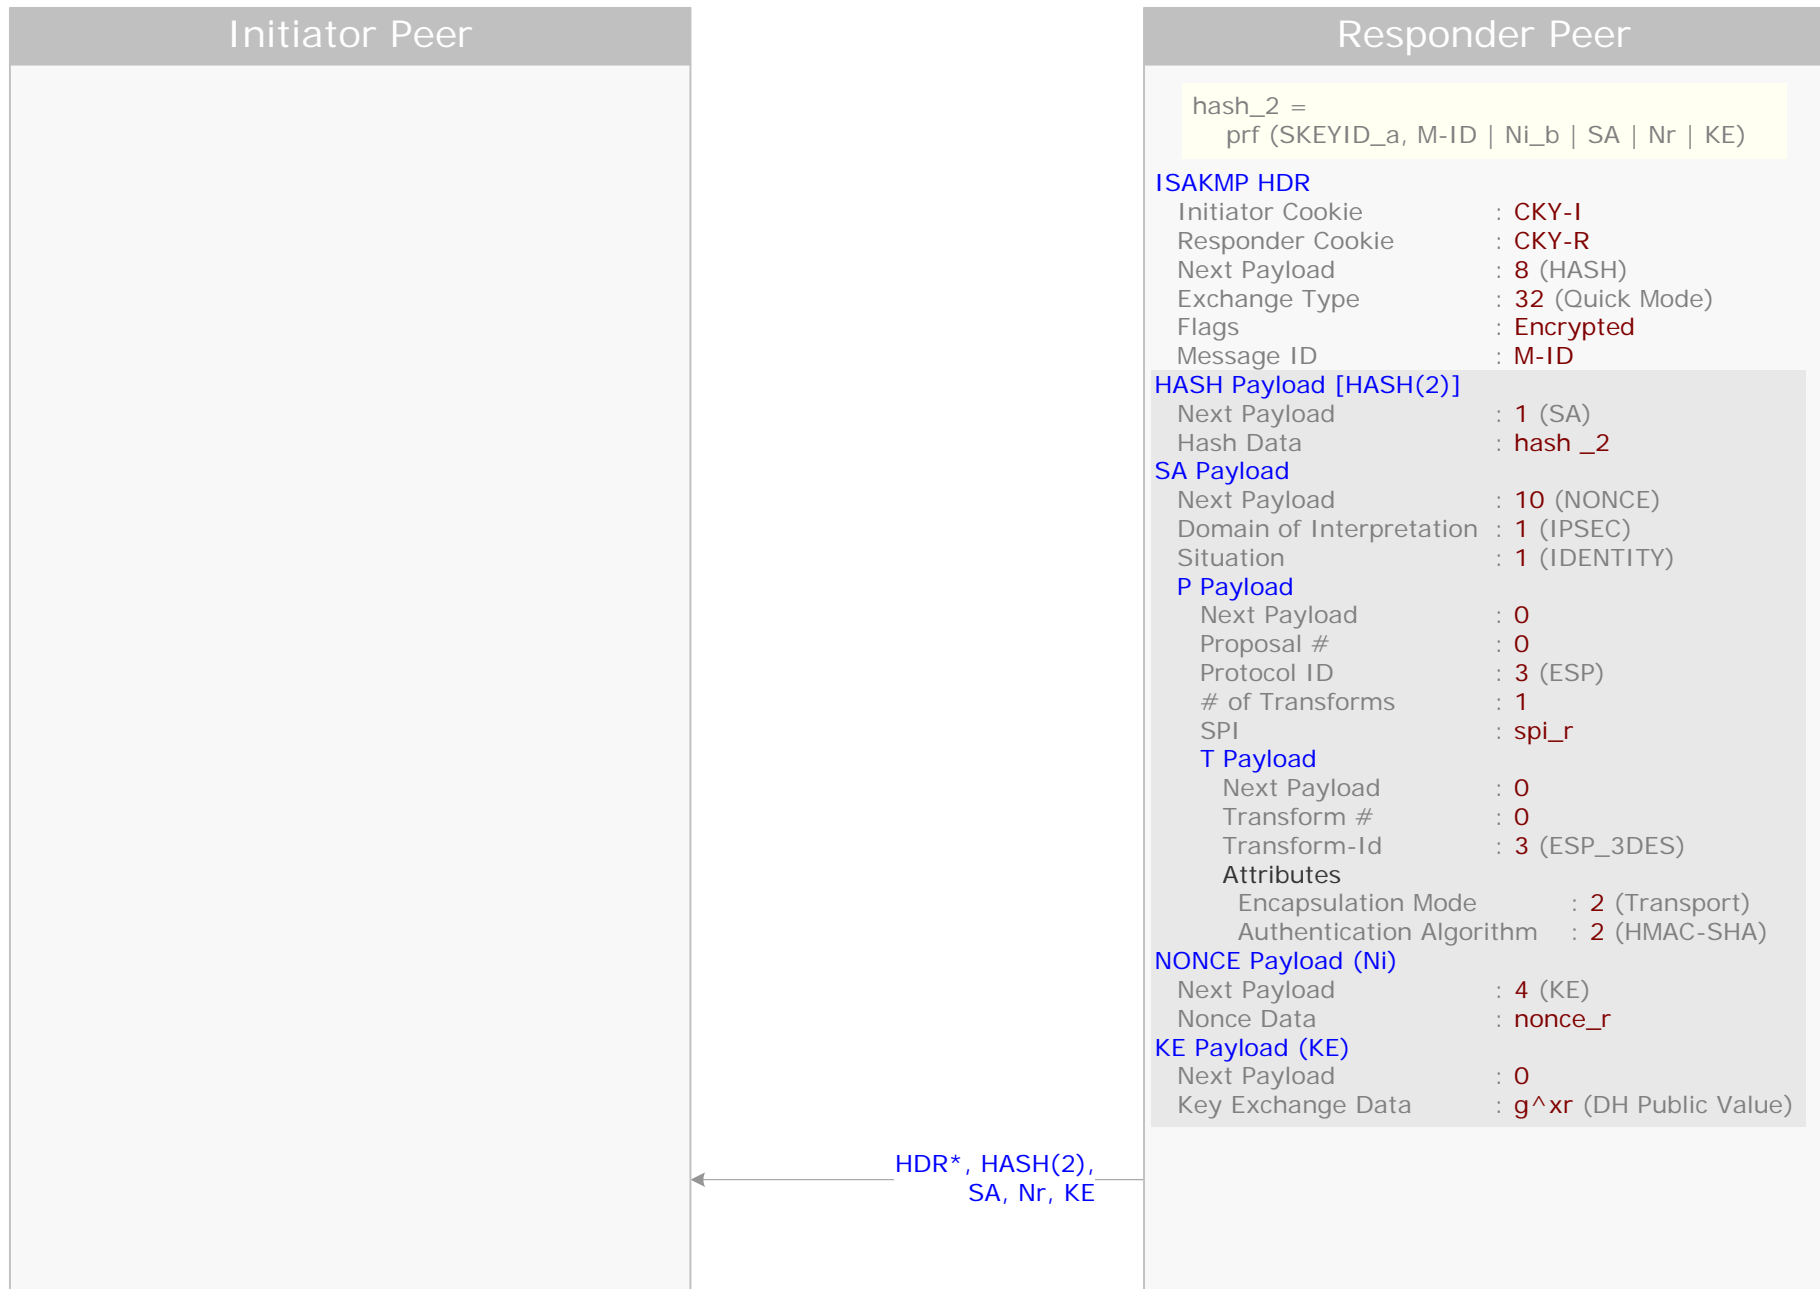 Initiator Peer
Responder Peer
hash_2 =
prf (SKEYID_a, M-ID | Ni_b | SA | Nr | KE)
ISAKMP HDR
Initiator Cookie : CKY-I
Responder Cookie : CKY-R
Next Payload : 8 (HASH)
Exchange Type : 32 (Quick Mode)
Flags : Encrypted
Message ID : M-ID
HASH Payload [HASH(2)]
Next Payload : 1 (SA)
Hash Data : hash _2
SA Payload
Next Payload : 10 (NONCE)
Domain of Interpretation : 1 (IPSEC)
Situation : 1 (IDENTITY)
P Payload
Next Payload : 0
Proposal # : 0
Protocol ID : 3 (ESP)
# of Transforms : 1
SPI : spi_r
T Payload
Next Payload : 0
Transform # : 0
Transform-Id : 3 (ESP_3DES)
Attributes
Encapsulation Mode : 2 (Transport)
Authentication Algorithm : 2 (HMAC-SHA)
NONCE Payload (Ni)
Next Payload : 4 (KE)
Nonce Data : nonce_r
KE Payload (KE)
Next Payload : 0
Key Exchange Data : g^xr (DH Public Value)
HDR*, HASH(2),
SA, Nr, KE